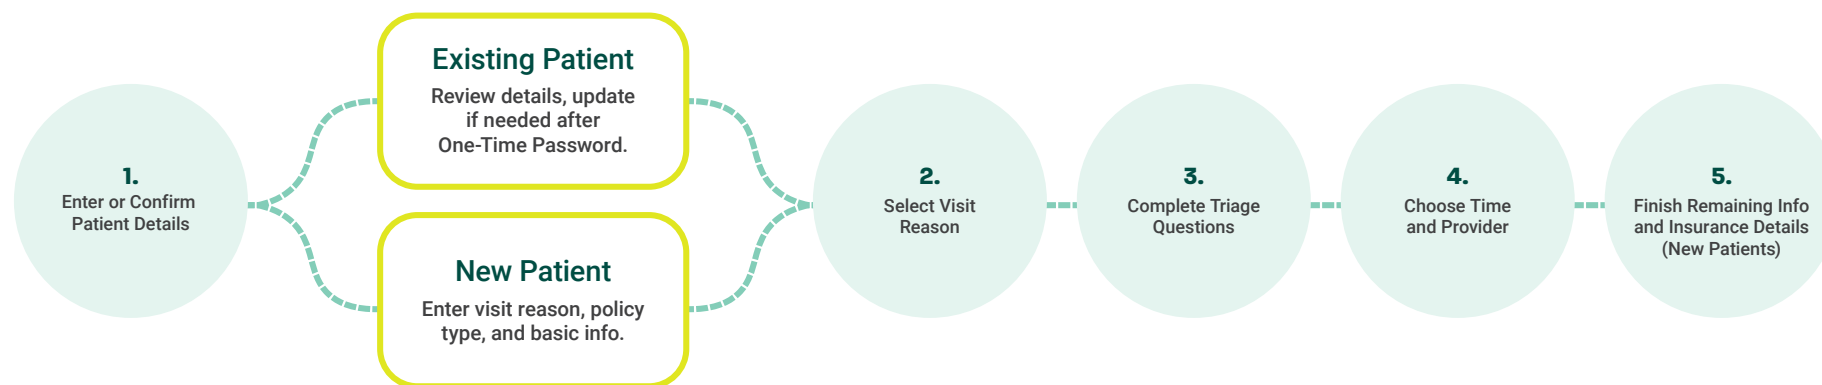 1.
Enter or Confirm
Patient Details
Existing Patient
Review details, update
if needed after
One-Time Password.
New Patient
Enter visit reason, policy
type, and basic info.
2.
Select Visit
Reason
3.
Complete Triage
Questions
4.
Choose Time
and Provider
5.
Finish Remaining Info
and Insurance Details
(New Patients)